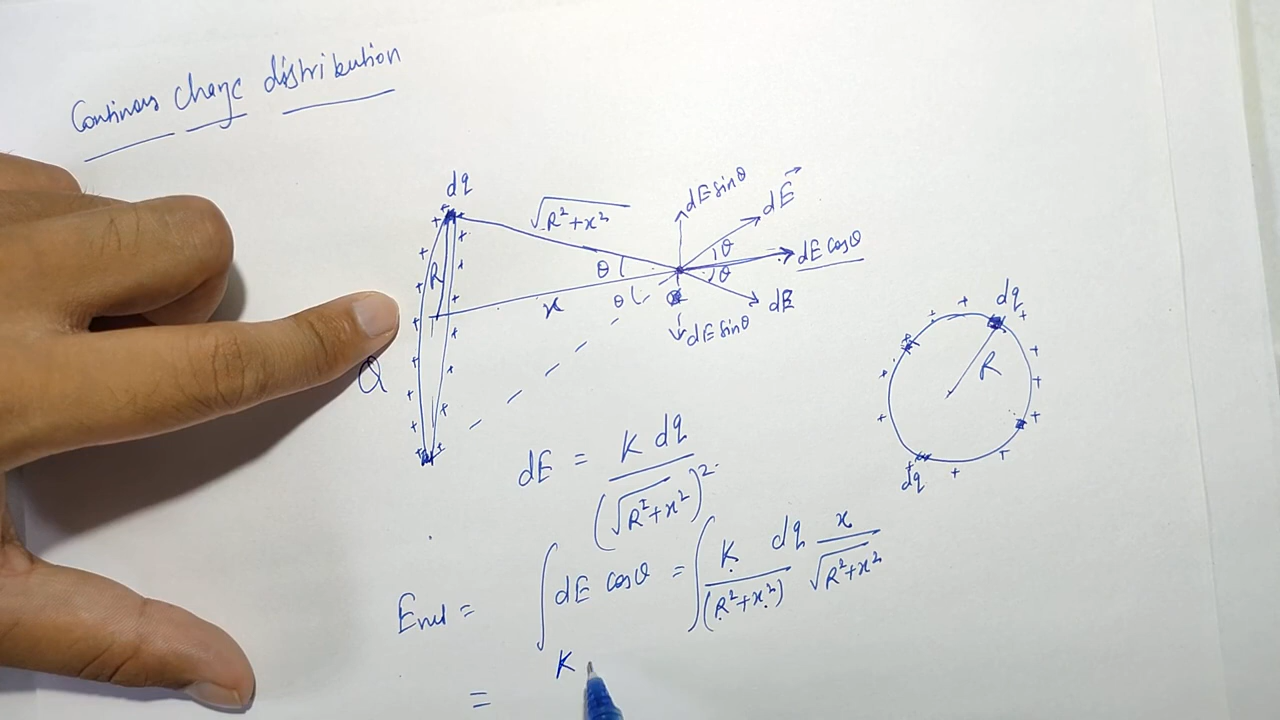 Continous charge distribution
dq
√R²+x²
dE sinθ
dE⃗
θ
dE cosθ
R
θ
θ
θ
x
dE
dE sinθ
Q
dq
R
dq
dE = K dq / (√R²+x²)²
Enet = ∫ dE cosθ = ∫ K dq / (R²+x²) x / √R²+x²
= K